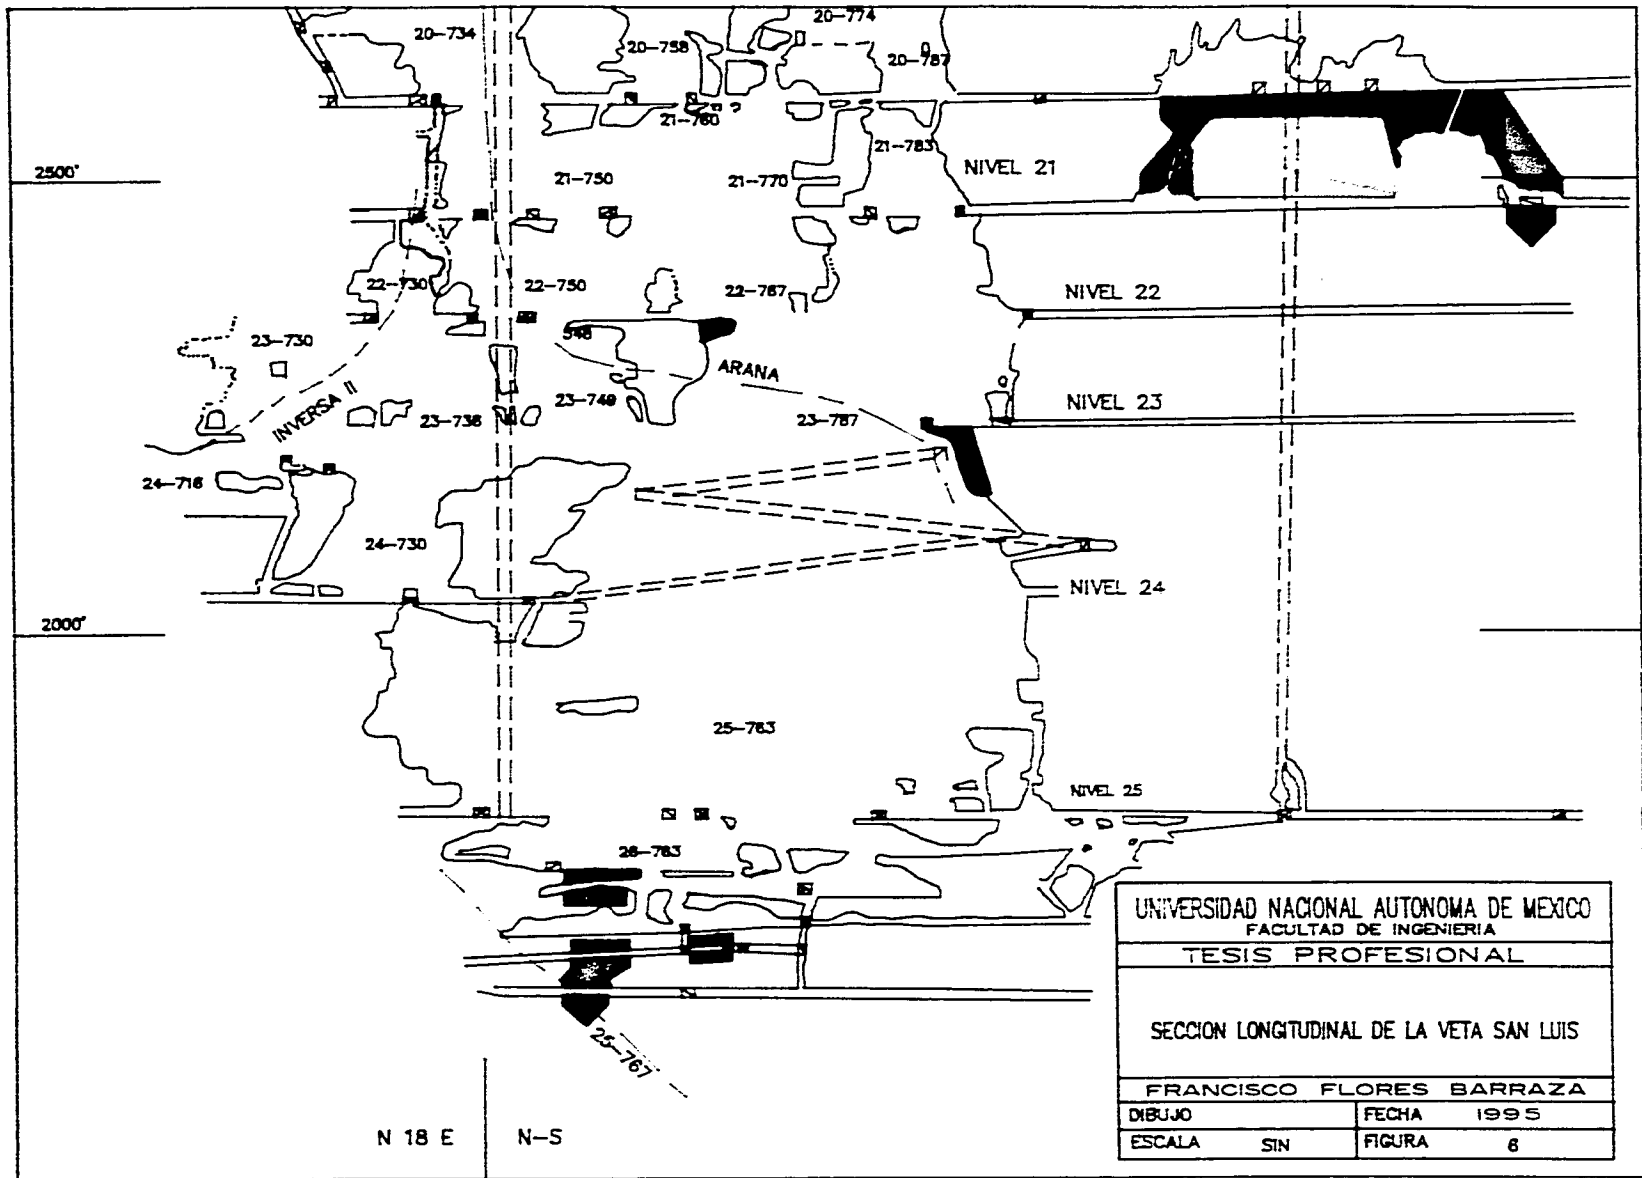 20-734
20-758
20-774
20-787
21-760
21-783
2500'
21-750
21-770
NIVEL 21
22-730
22-750
22-767
NIVEL 22
23-730
548
ARANA
INVERSA II
23-736
23-749
23-767
NIVEL 23
24-716
24-730
NIVEL 24
2000'
25-763
NIVEL 25
26-763
25-767
N 18 E
N-S
UNIVERSIDAD NACIONAL AUTONOMA DE MEXICO
FACULTAD DE INGENIERIA
TESIS PROFESIONAL
SECCION LONGITUDINAL DE LA VETA SAN LUIS
FRANCISCO FLORES BARRAZA
DIBUJO
FECHA 1995
ESCALA SIN
FIGURA 6